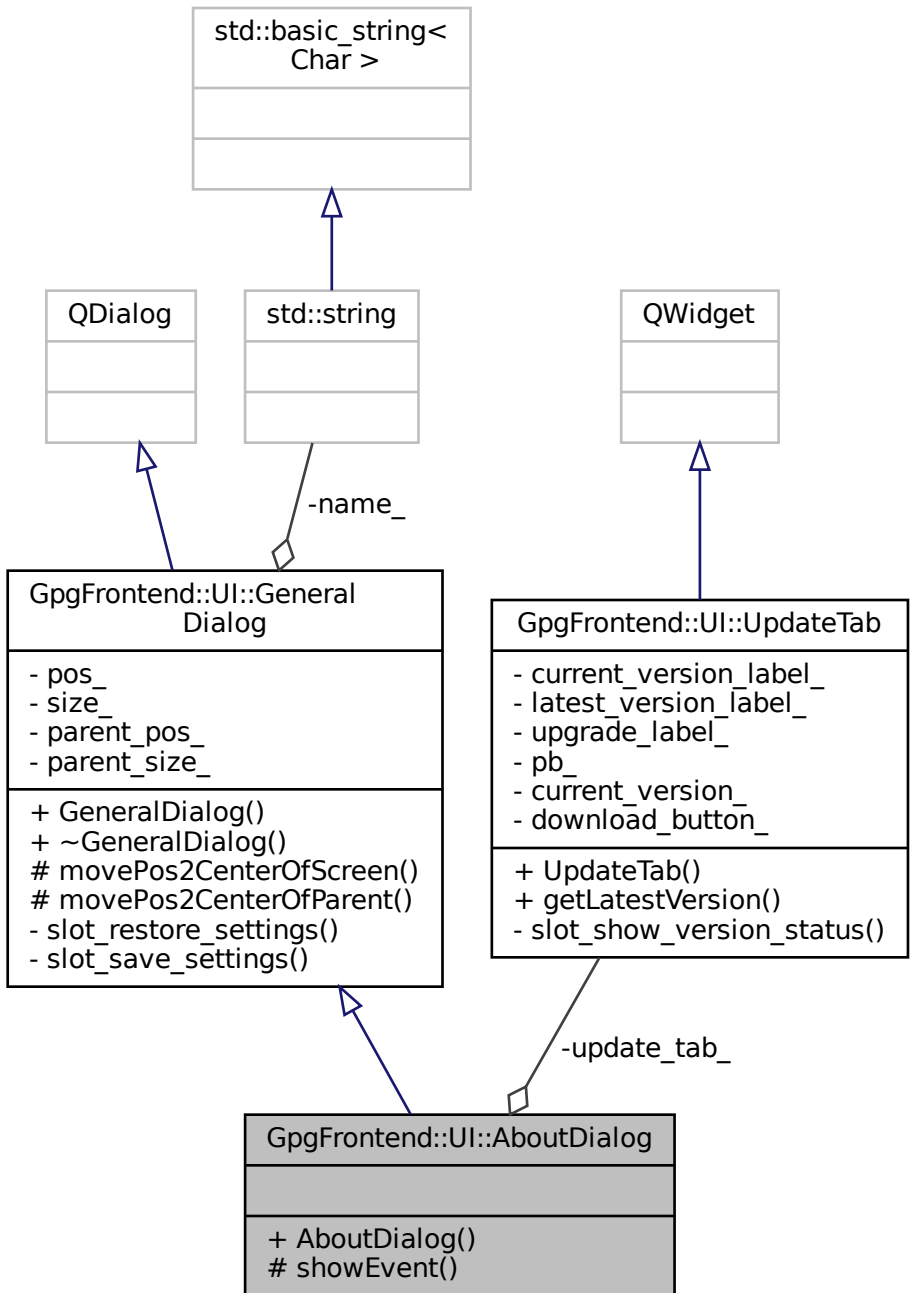 std::basic_string<
Char >
QDialog
std::string
QWidget
-name_
GpgFrontend::UI::General
Dialog
- pos_
- size_
- parent_pos_
- parent_size_
+ GeneralDialog()
+ ~GeneralDialog()
# movePos2CenterOfScreen()
# movePos2CenterOfParent()
- slot_restore_settings()
- slot_save_settings()
GpgFrontend::UI::UpdateTab
- current_version_label_
- latest_version_label_
- upgrade_label_
- pb_
- current_version_
- download_button_
+ UpdateTab()
+ getLatestVersion()
- slot_show_version_status()
-update_tab_
GpgFrontend::UI::AboutDialog
+ AboutDialog()
# showEvent()